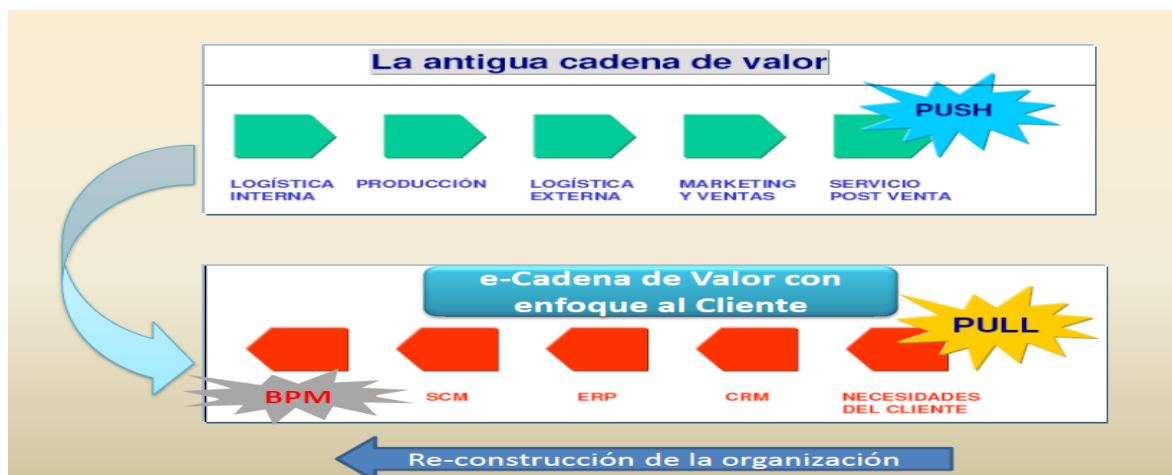 La antigua cadena de valor
PUSH
LOGÍSTICA
INTERNA
PRODUCCIÓN
LOGÍSTICA
EXTERNA
MARKETING
Y VENTAS
SERVICIO
POST VENTA
e-Cadena de Valor con
enfoque al Cliente
PULL
BPM
SCM
ERP
CRM
NECESIDADES
DEL CLIENTE
Re-construcción de la organización